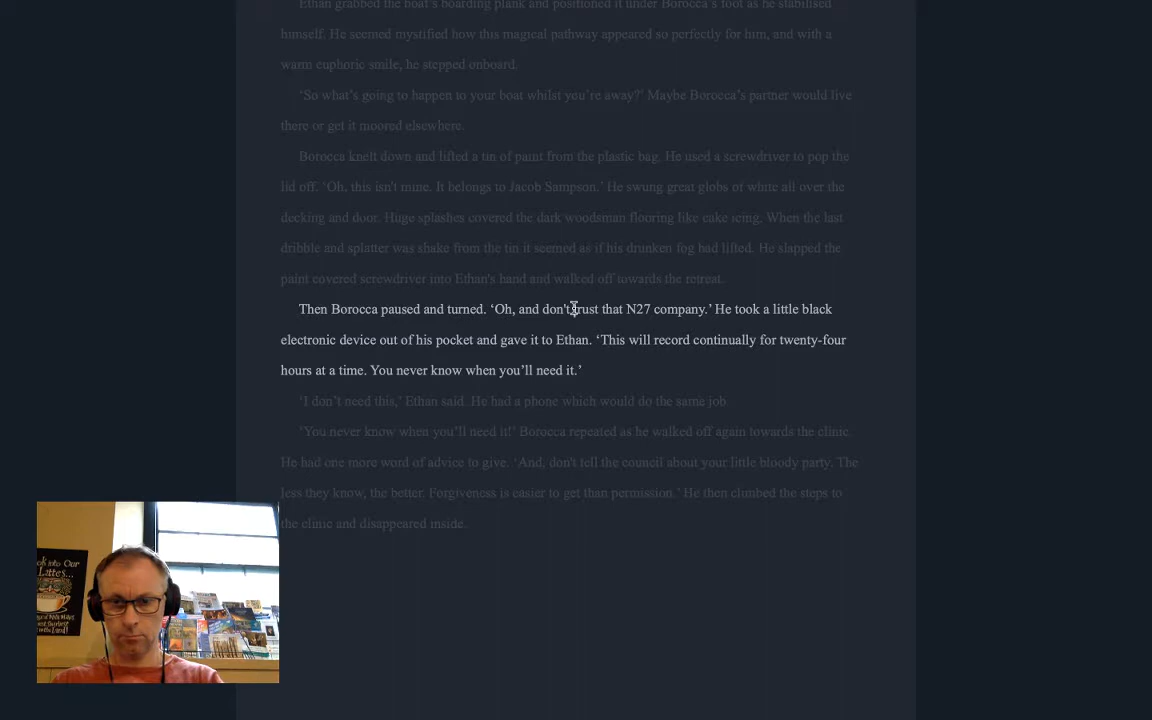 Ethan grabbed the boat's boarding plank and positioned it under Borocca's foot as he stabilised
himself. He seemed mystified how this magical pathway appeared so perfectly for him, and with a
warm euphoric smile, he stepped onboard.
‘So what's going to happen to your boat whilst you're away?’ Maybe Borocca's partner would live
there or get it moored elsewhere.
Borocca knelt down and lifted a tin of paint from the plastic bag. He used a screwdriver to pop the
lid off. ‘Oh, this isn't mine. It belongs to Jacob Sampson.’ He swung great globs of white all over the
decking and door. Huge splashes covered the dark woodsman flooring like cake icing. When the last
dribble and splatter was shake from the tin it seemed as if his drunken fog had lifted. He slapped the
paint covered screwdriver into Ethan's hand and walked off towards the retreat.
Then Borocca paused and turned. ‘Oh, and don't trust that N27 company.’ He took a little black
electronic device out of his pocket and gave it to Ethan. ‘This will record continually for twenty-four
hours at a time. You never know when you’ll need it.’
‘I don’t need this,’ Ethan said. He had a phone which would do the same job.
‘You never know when you’ll need it!’ Borocca repeated as he walked off again towards the clinic.
He had one more word of advice to give. ‘And, don't tell the council about your little bloody party. The
less they know, the better. Forgiveness is easier to get than permission.’ He then climbed the steps to
the clinic and disappeared inside.
Into Our
Lattes...